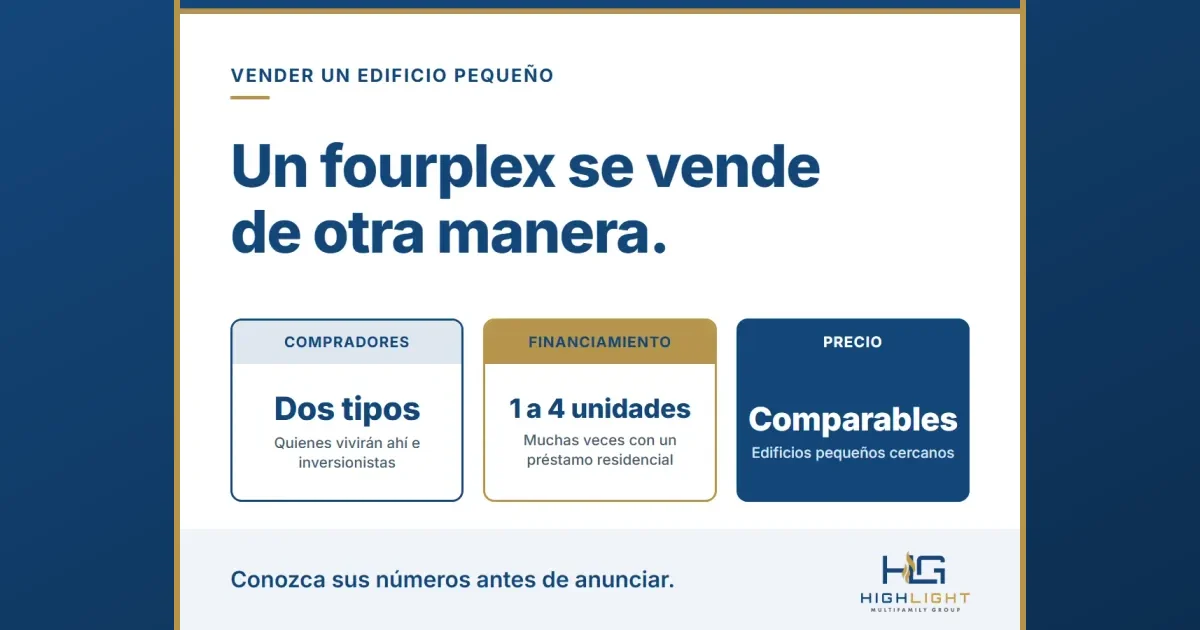 VENDER UN EDIFICIO PEQUEÑO
Un fourplex se vende
de otra manera.
COMPRADORES
Dos tipos
Quienes vivirán ahí e
inversionistas
FINANCIAMIENTO
1 a 4 unidades
Muchas veces con un
préstamo residencial
PRECIO
Comparables
Edificios pequeños cercanos
Conozca sus números antes de anunciar.
HLG
HIGHLIGHT
MULTIFAMILY GROUP